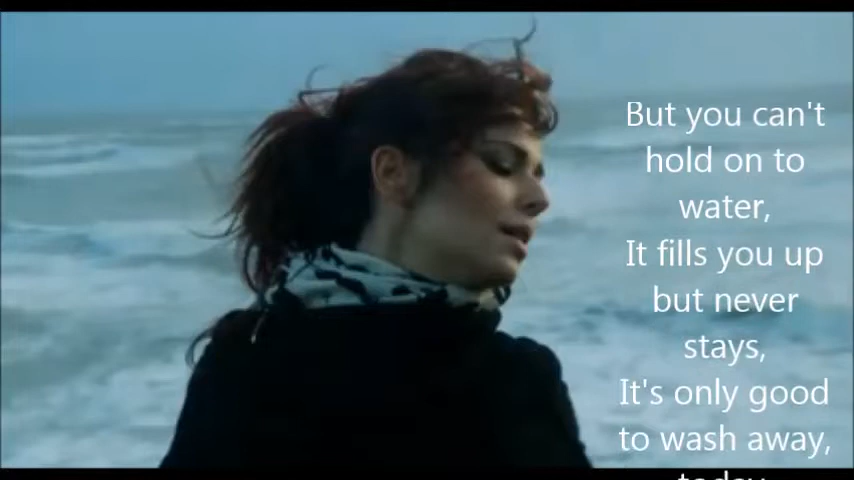 But you can't
hold on to
water,
It fills you up
but never
stays,
It's only good
to wash away,
today